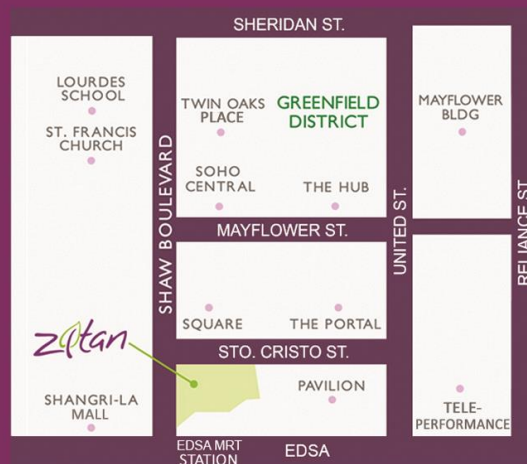 SHERIDAN ST.
LOURDES
SCHOOL
ST. FRANCIS
CHURCH
SHAW BOULEVARD
TWIN OAKS
PLACE
GREENFIELD
DISTRICT
SOHO
CENTRAL
THE HUB
MAYFLOWER
BLDG
UNITED ST.
RELIANCE ST.
MAYFLOWER ST.
SQUARE
THE PORTAL
STO. CRISTO ST.
zitan
SHANGRI-LA
MALL
PAVILION
TELE-
PERFORMANCE
EDSA MRT
STATION
EDSA